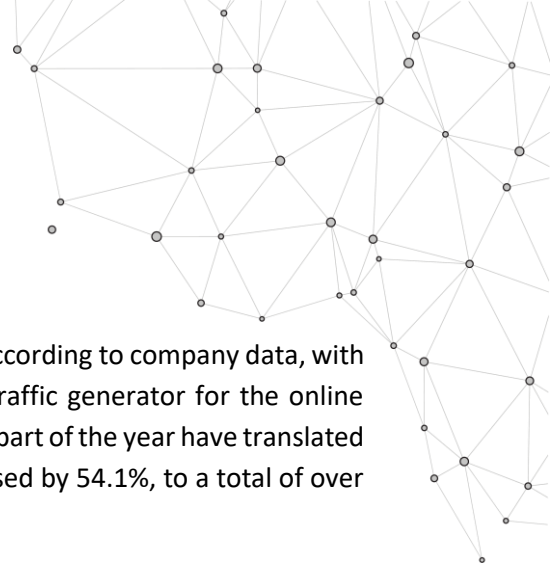 ccording to company data, with
raffic generator for the online
part of the year have translated
sed by 54.1%, to a total of over